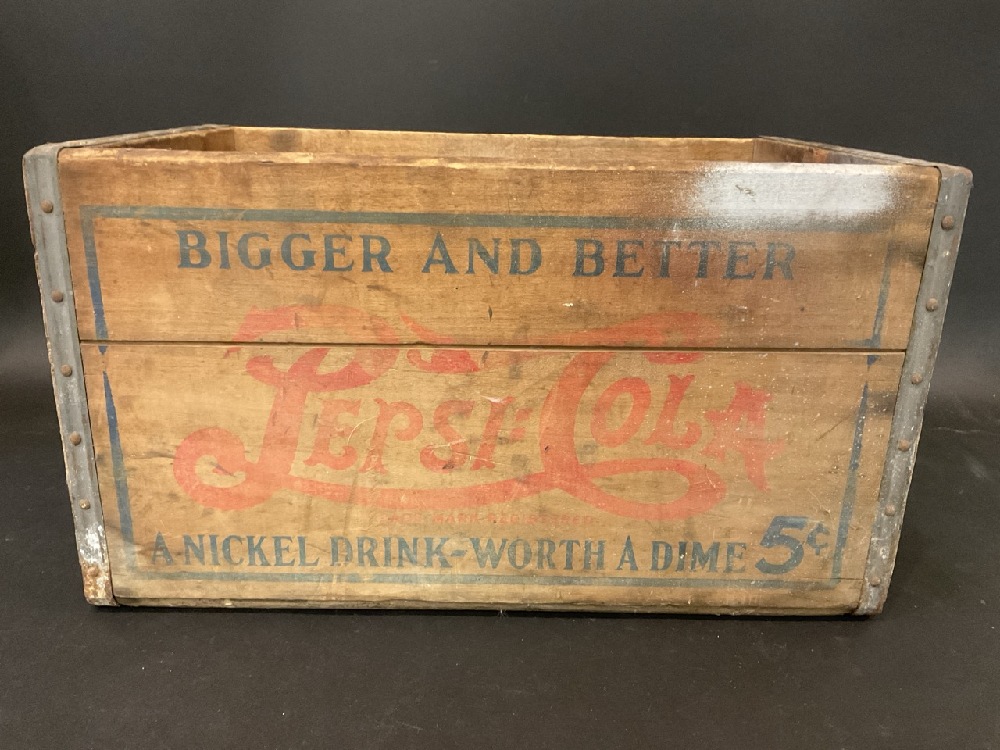 BIGGER AND BETTER
PEPSI-COLA
A NICKEL DRINK-WORTH A DIME 5¢